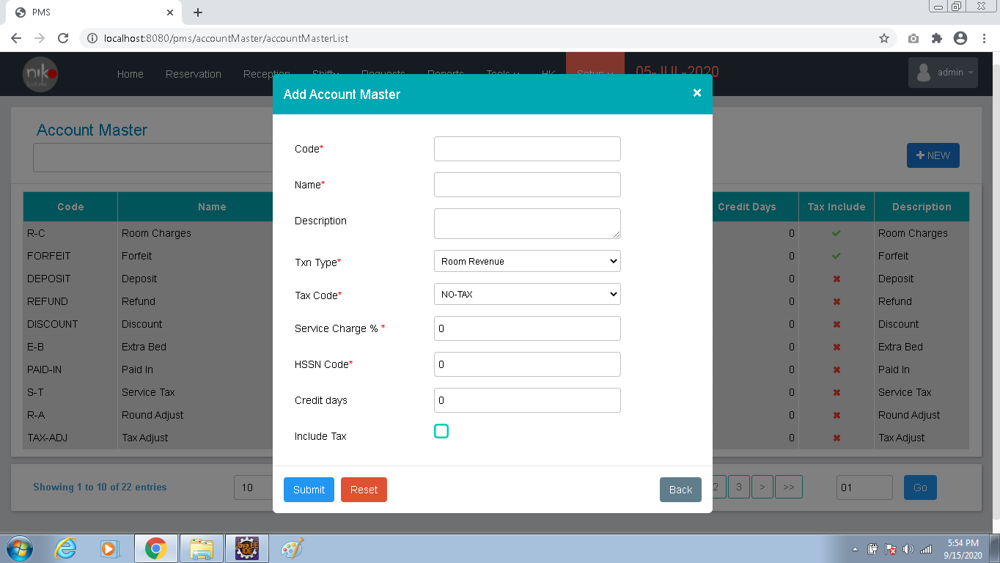 PMS
localhost:8080/pms/accountMaster/accountMasterList
nik
Home Reservation Reception Shifty Requests Reports Tools HK Setup 05-JUL-2020 admin
Add Account Master
Account Master
NEW
Code*
Name*
Description
Txn Type* Room Revenue
Tax Code* NO-TAX
Service Charge % * 0
HSSN Code* 0
Credit days 0
Include Tax
Submit Reset Back
Code Name Credit Days Tax Include Description
R-C Room Charges 0 Room Charges
FORFEIT Forfeit 0 Forfeit
DEPOSIT Deposit 0 Deposit
REFUND Refund 0 Refund
DISCOUNT Discount 0 Discount
E-B Extra Bed 0 Extra Bed
PAID-IN Paid In 0 Paid In
S-T Service Tax 0 Service Tax
R-A Round Adjust 0 Round Adjust
TAX-ADJ Tax Adjust 0 Tax Adjust
Showing 1 to 10 of 22 entries 10 2 3 > >> 01 Go
Java EE
IDE
5:54 PM
9/15/2020